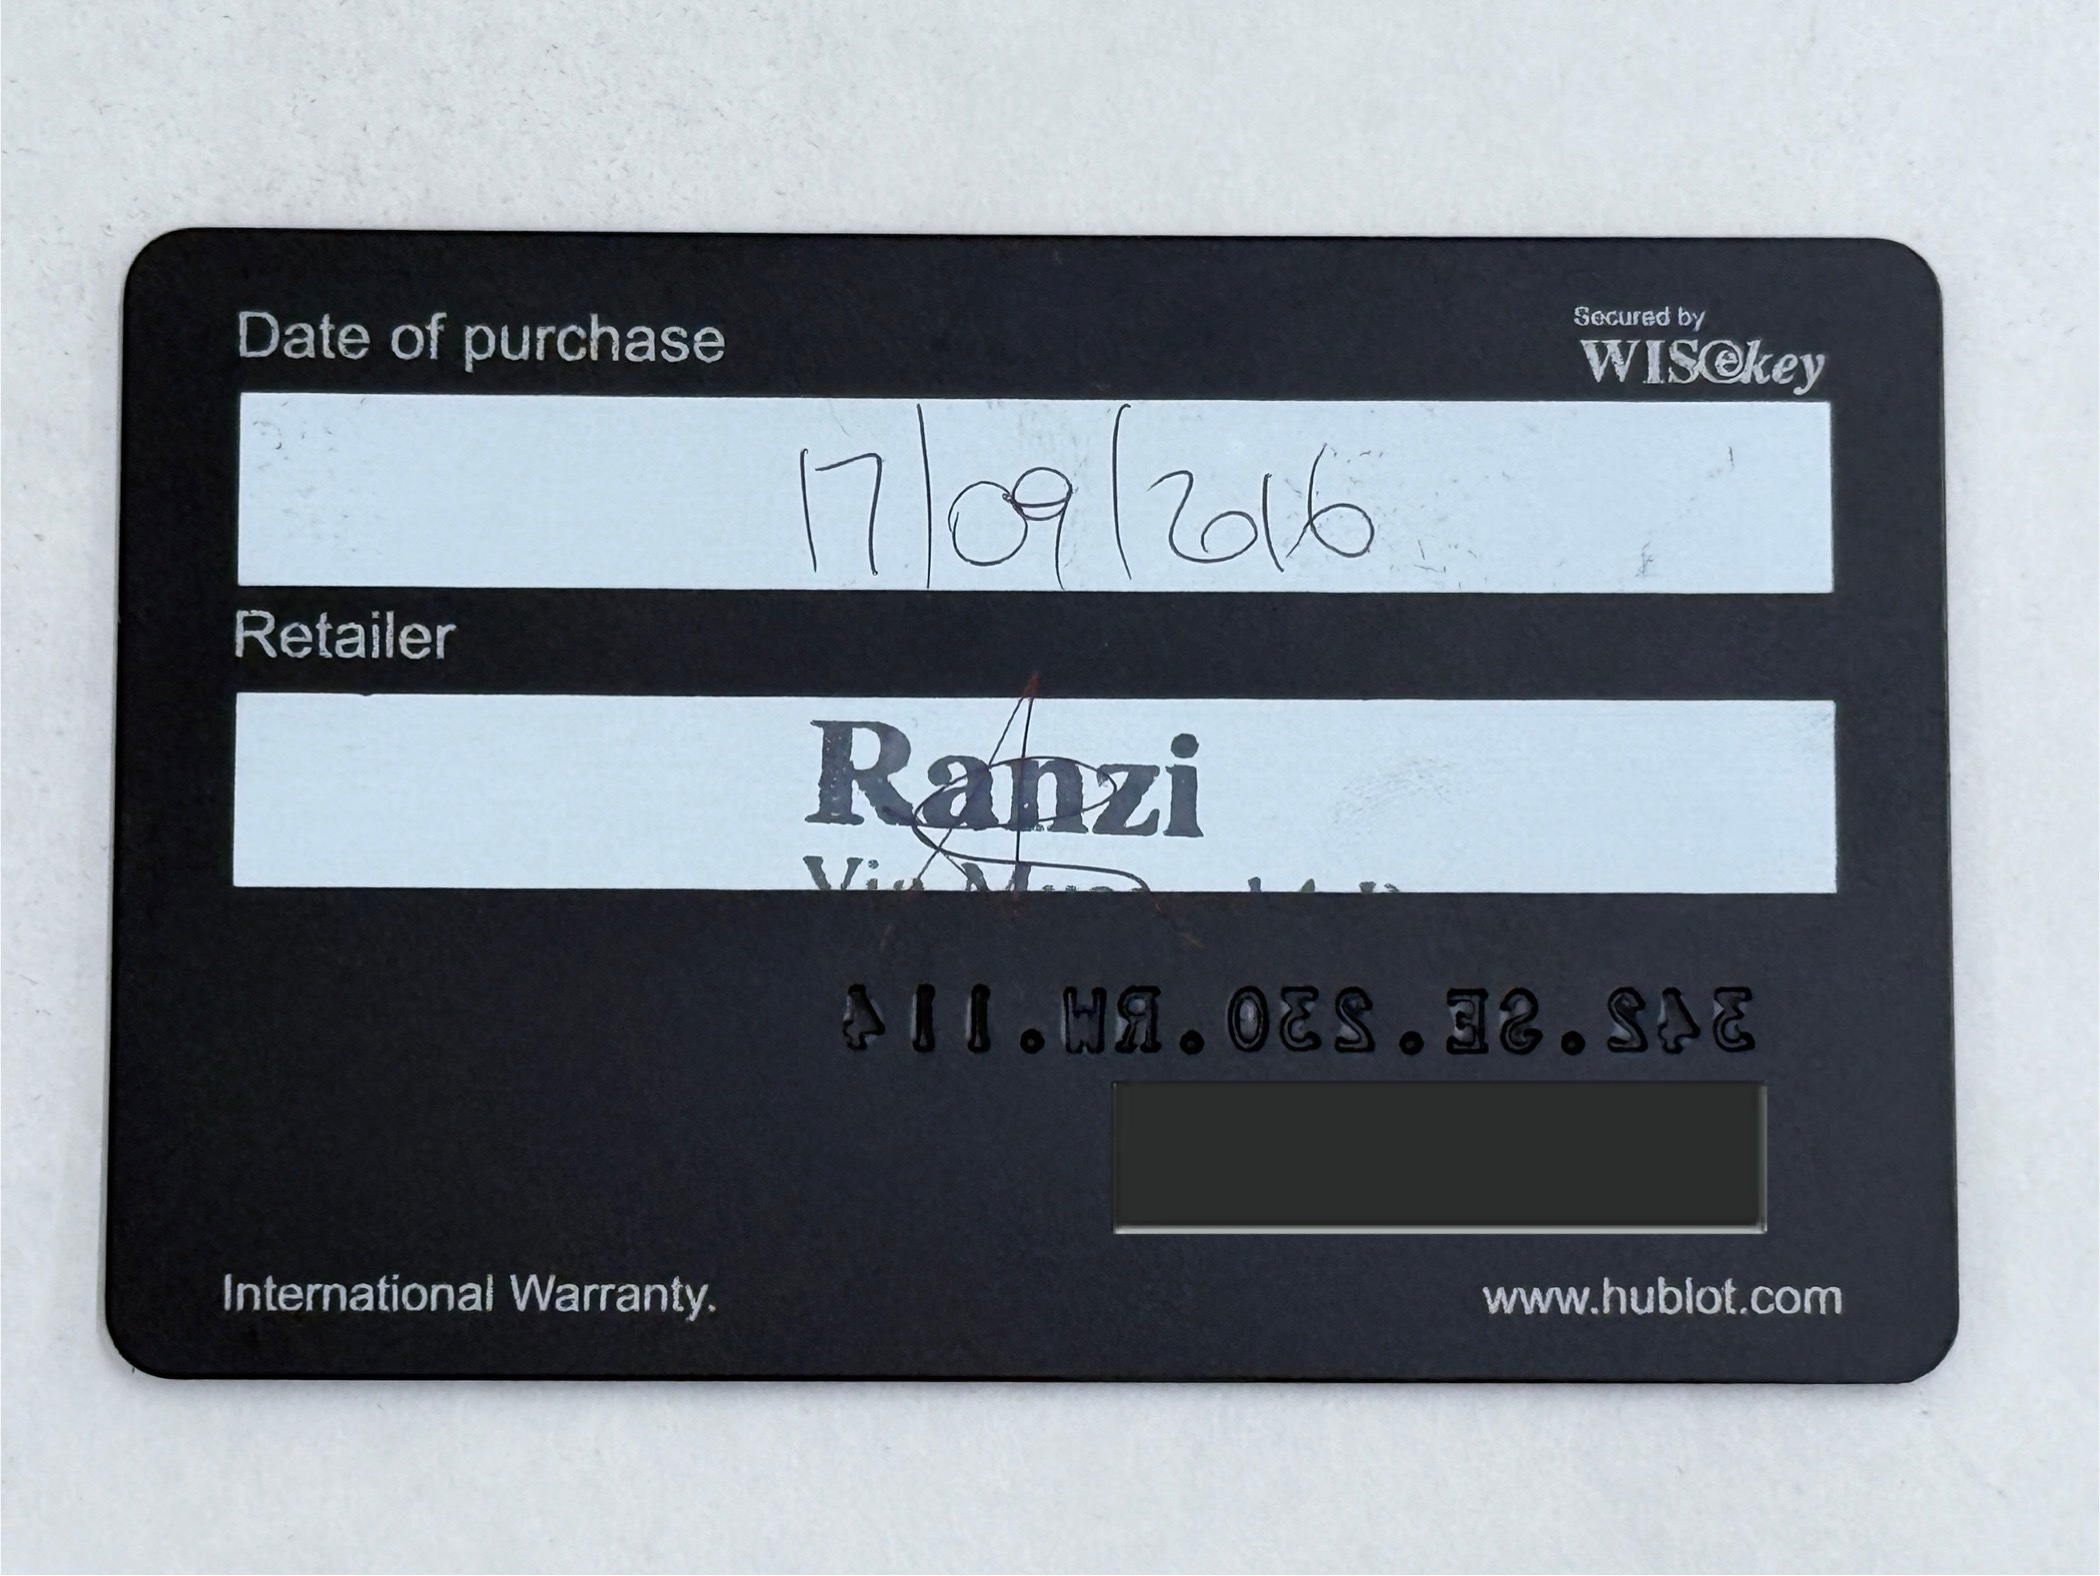 Date of purchase
Secured by
WISekey
17/09/2016
Retailer
Ranzi
Via
342.SE.230.RW.114
International Warranty.
www.hublot.com